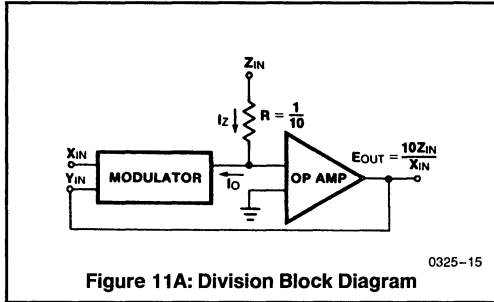 ZIN
IZ
R = 1/10
XIN
YIN
MODULATOR
IO
OP AMP
EOUT = 10ZIN/XIN
0325–15
Figure 11A: Division Block Diagram